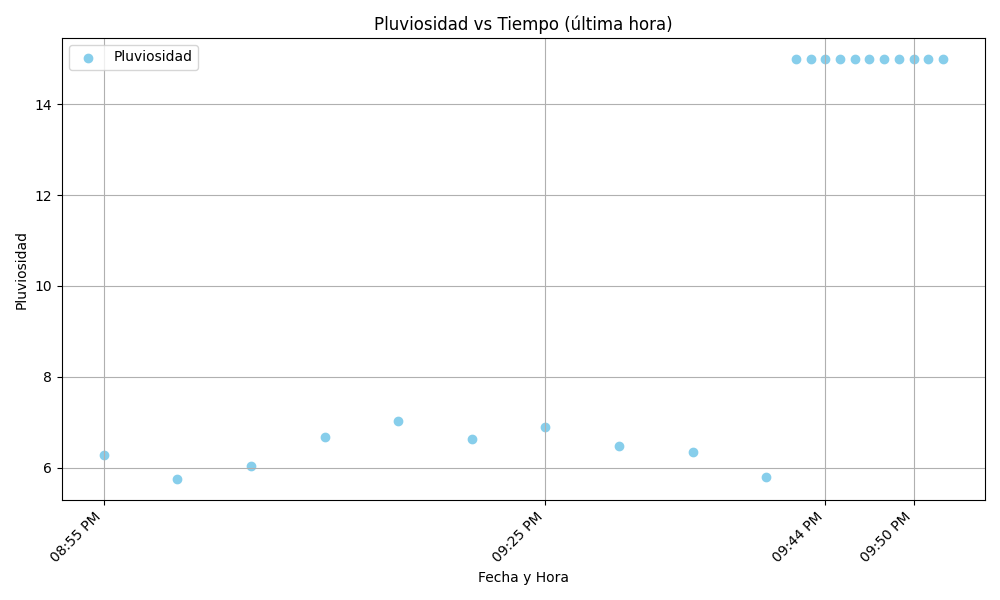 Pluviosidad vs Tiempo (última hora)
Pluviosidad
14
12
10
8
6
Pluviosidad
08:55 PM
09:25 PM
09:44 PM
09:50 PM
Fecha y Hora